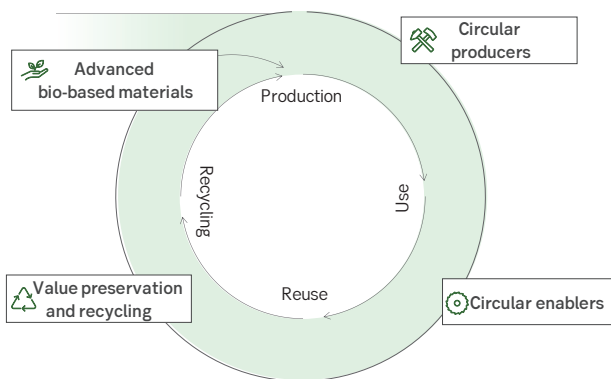 Circular
producers
Advanced
bio-based materials
Production
Recycling
Use
Value preservation
and recycling
Reuse
Circular enablers